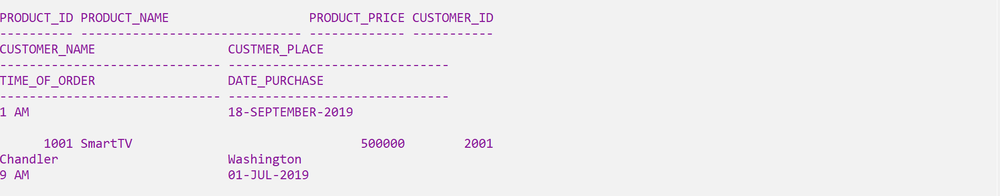 PRODUCT_ID PRODUCT_NAME                   PRODUCT_PRICE CUSTOMER_ID
---------- ------------------------------ ------------- -----------
CUSTOMER_NAME                  CUSTMER_PLACE
------------------------------ ------------------------------
TIME_OF_ORDER                  DATE_PURCHASE
------------------------------ ------------------------------
1 AM                           18-SEPTEMBER-2019
      1001 SmartTV                               500000        2001
Chandler                       Washington
9 AM                           01-JUL-2019